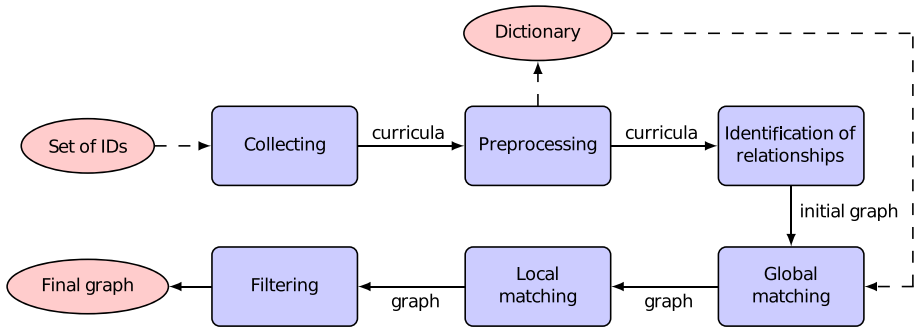 Dictionary
Set of IDs
Collecting
curricula
Preprocessing
curricula
Identification of
relationships
initial graph
Final graph
Filtering
graph
Local
matching
graph
Global
matching